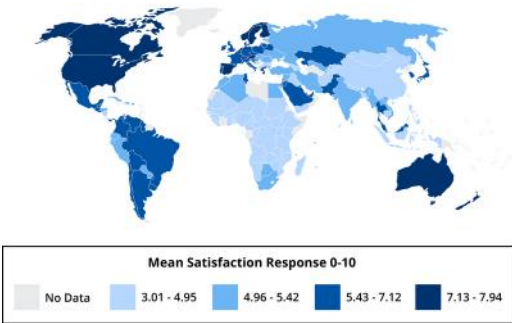 Mean Satisfaction Response 0-10
No Data 3.01 - 4.95 4.96 - 5.42 5.43 - 7.12 7.13 - 7.94